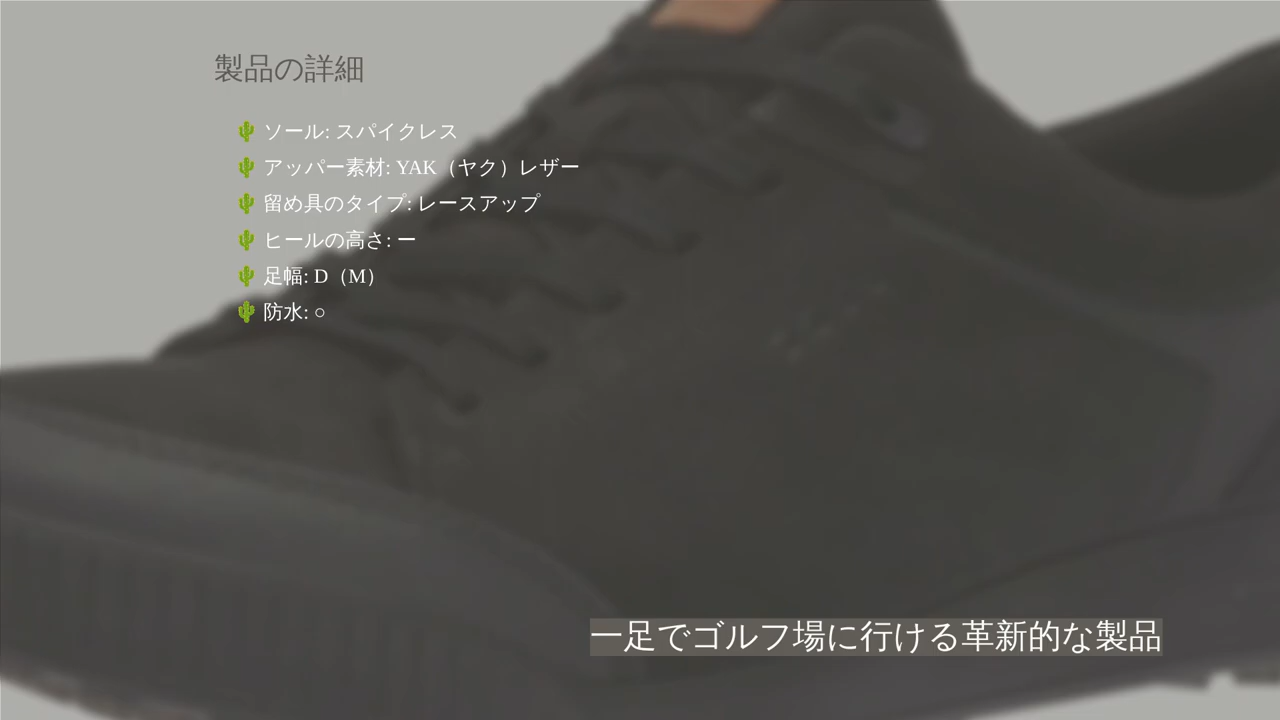 製品の詳細
🌵 ソール: スパイクレス
🌵 アッパー素材: YAK（ヤク）レザー
🌵 留め具のタイプ: レースアップ
🌵 ヒールの高さ: ー
🌵 足幅: D（M）
🌵 防水: ○
一足でゴルフ場に行ける革新的な製品